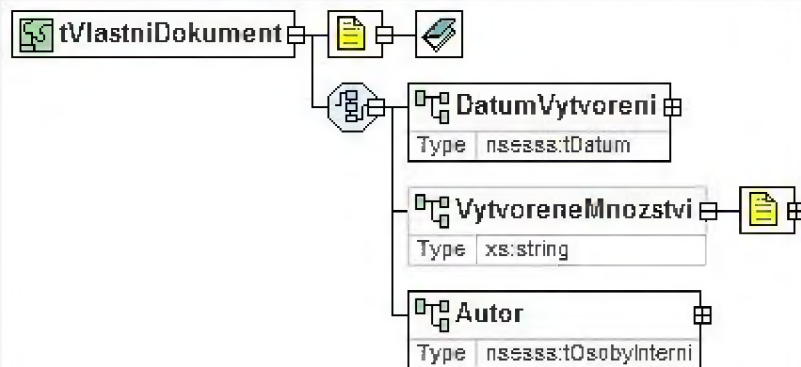 tVlastniDokument
DatumVytvoreni
Type nsesss:tDatum
VytvoreneMnozstvi
Type xs:string
Autor
Type nsesss:tOsobyInterni